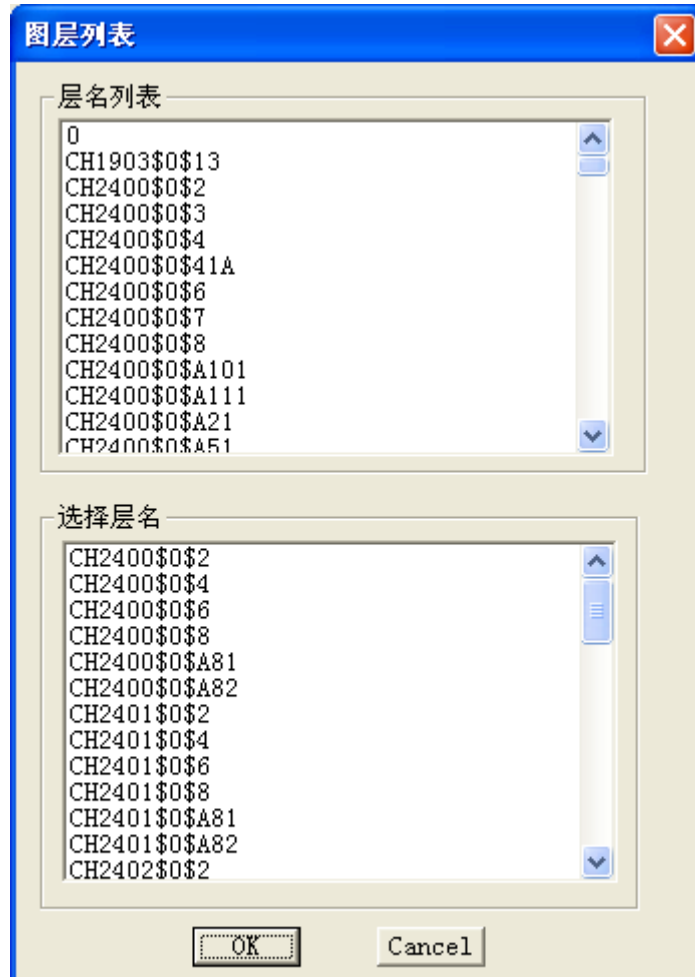 图层列表
层名列表
0
CH1903$0$13
CH2400$0$2
CH2400$0$3
CH2400$0$4
CH2400$0$41A
CH2400$0$6
CH2400$0$7
CH2400$0$8
CH2400$0$A101
CH2400$0$A111
CH2400$0$A21
CH2400$0$A51
选择层名
CH2400$0$2
CH2400$0$4
CH2400$0$6
CH2400$0$8
CH2400$0$A81
CH2400$0$A82
CH2401$0$2
CH2401$0$4
CH2401$0$6
CH2401$0$8
CH2401$0$A81
CH2401$0$A82
CH2402$0$2
OK Cancel